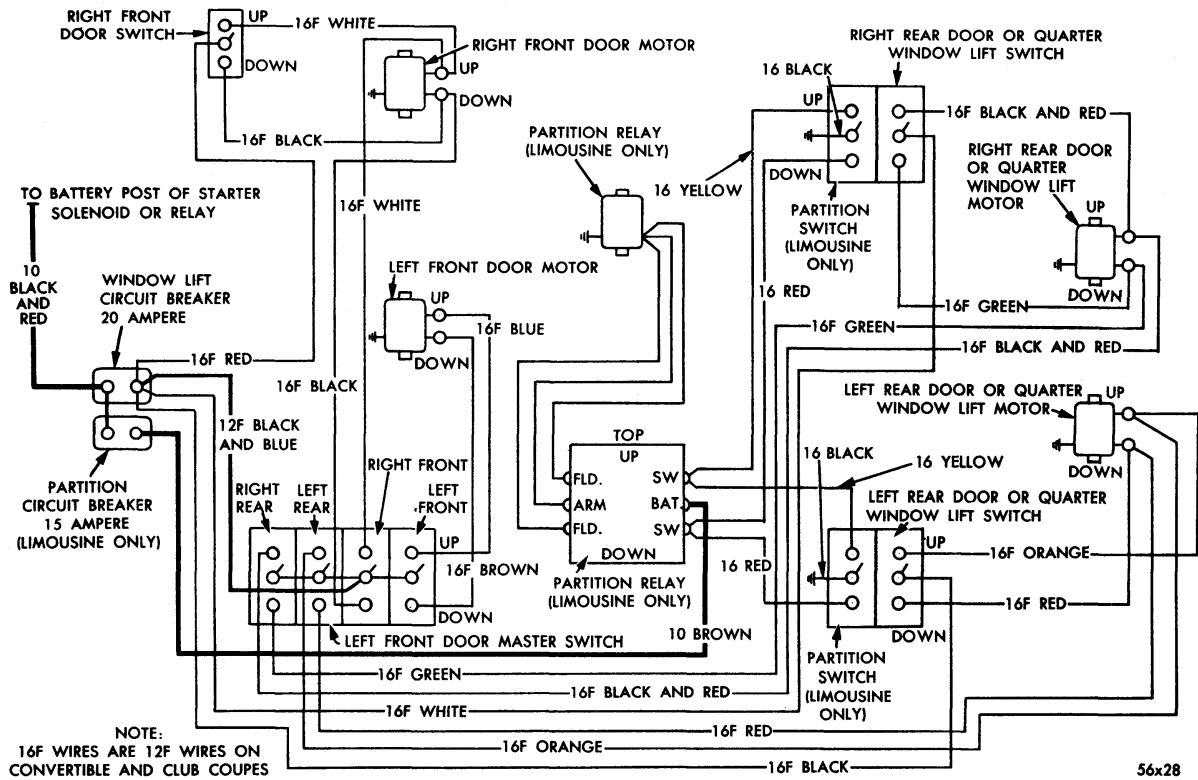 RIGHT FRONT
DOOR SWITCH
UP
16F WHITE
DOWN
16F BLACK
RIGHT FRONT DOOR MOTOR
UP
DOWN
PARTITION RELAY
(LIMOUSINE ONLY)
RIGHT REAR DOOR OR QUARTER
WINDOW LIFT SWITCH
16 BLACK
UP
16F BLACK AND RED
DOWN
16 YELLOW
PARTITION
SWITCH
(LIMOUSINE
ONLY)
RIGHT REAR DOOR
OR QUARTER
WINDOW LIFT
MOTOR
UP
DOWN
TO BATTERY POST OF STARTER
SOLENOID OR RELAY
16F WHITE
10
BLACK
AND
RED
WINDOW LIFT
CIRCUIT BREAKER
20 AMPERE
LEFT FRONT DOOR MOTOR
UP
16F BLUE
DOWN
16 RED
16F GREEN
16F GREEN
16F BLACK AND RED
16F RED
16F BLACK
12F BLACK
AND BLUE
LEFT REAR DOOR OR QUARTER
WINDOW LIFT MOTOR
UP
DOWN
PARTITION
CIRCUIT BREAKER
15 AMPERE
(LIMOUSINE ONLY)
RIGHT
REAR
LEFT
REAR
RIGHT FRONT
LEFT
FRONT
UP
16F BROWN
DOWN
LEFT FRONT DOOR MASTER SWITCH
TOP
UP
FLD.
ARM
FLD.
SW
BAT.
SW
DOWN
PARTITION RELAY
(LIMOUSINE ONLY)
16 BLACK
16 YELLOW
LEFT REAR DOOR OR QUARTER
WINDOW LIFT SWITCH
UP
16F ORANGE
16 RED
16F RED
DOWN
10 BROWN
PARTITION
SWITCH
(LIMOUSINE
ONLY)
16F GREEN
16F BLACK AND RED
16F WHITE
16F RED
16F ORANGE
16F BLACK
NOTE:
16F WIRES ARE 12F WIRES ON
CONVERTIBLE AND CLUB COUPES
56x28